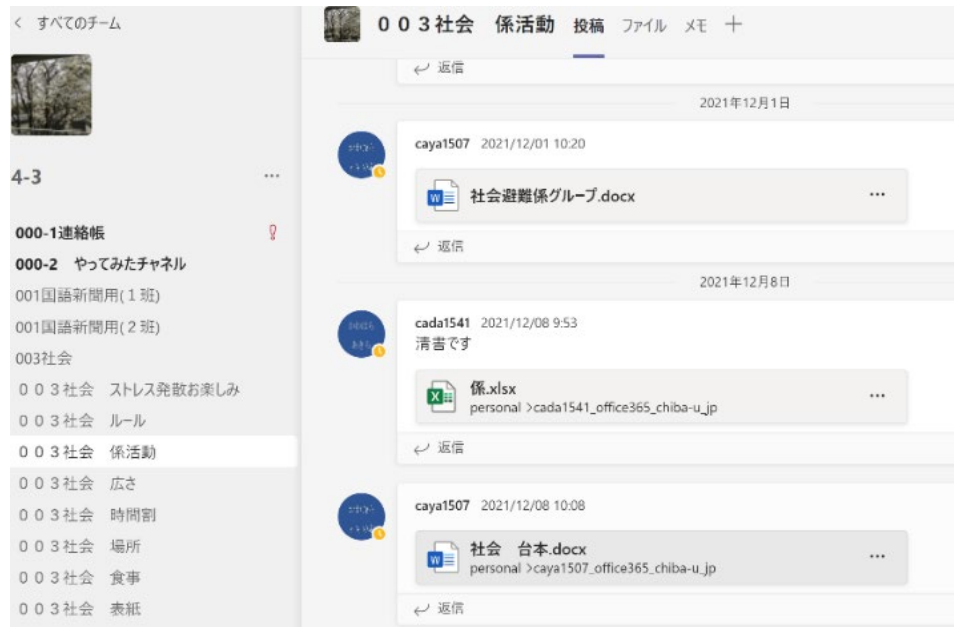 < すべてのチーム
4-3
...
000-1連絡帳
000-2　やってみたチャネル
001国語新聞用(１班)
001国語新聞用(２班)
003社会
００３社会　ストレス発散お楽しみ
００３社会　ルール
００３社会　係活動
００３社会　広さ
００３社会　時間割
００３社会　場所
００３社会　食事
００３社会　表紙
００３社会　係活動 投稿 ファイル メモ ＋
返信
2021年12月1日
caya1507 2021/12/01 10:20
社会避難係グループ.docx ...
返信
2021年12月8日
cada1541 2021/12/08 9:53
清書です
係.xlsx ...
personal >cada1541_office365_chiba-u_jp
返信
caya1507 2021/12/08 10:08
社会　台本.docx ...
personal >caya1507_office365_chiba-u_jp
返信